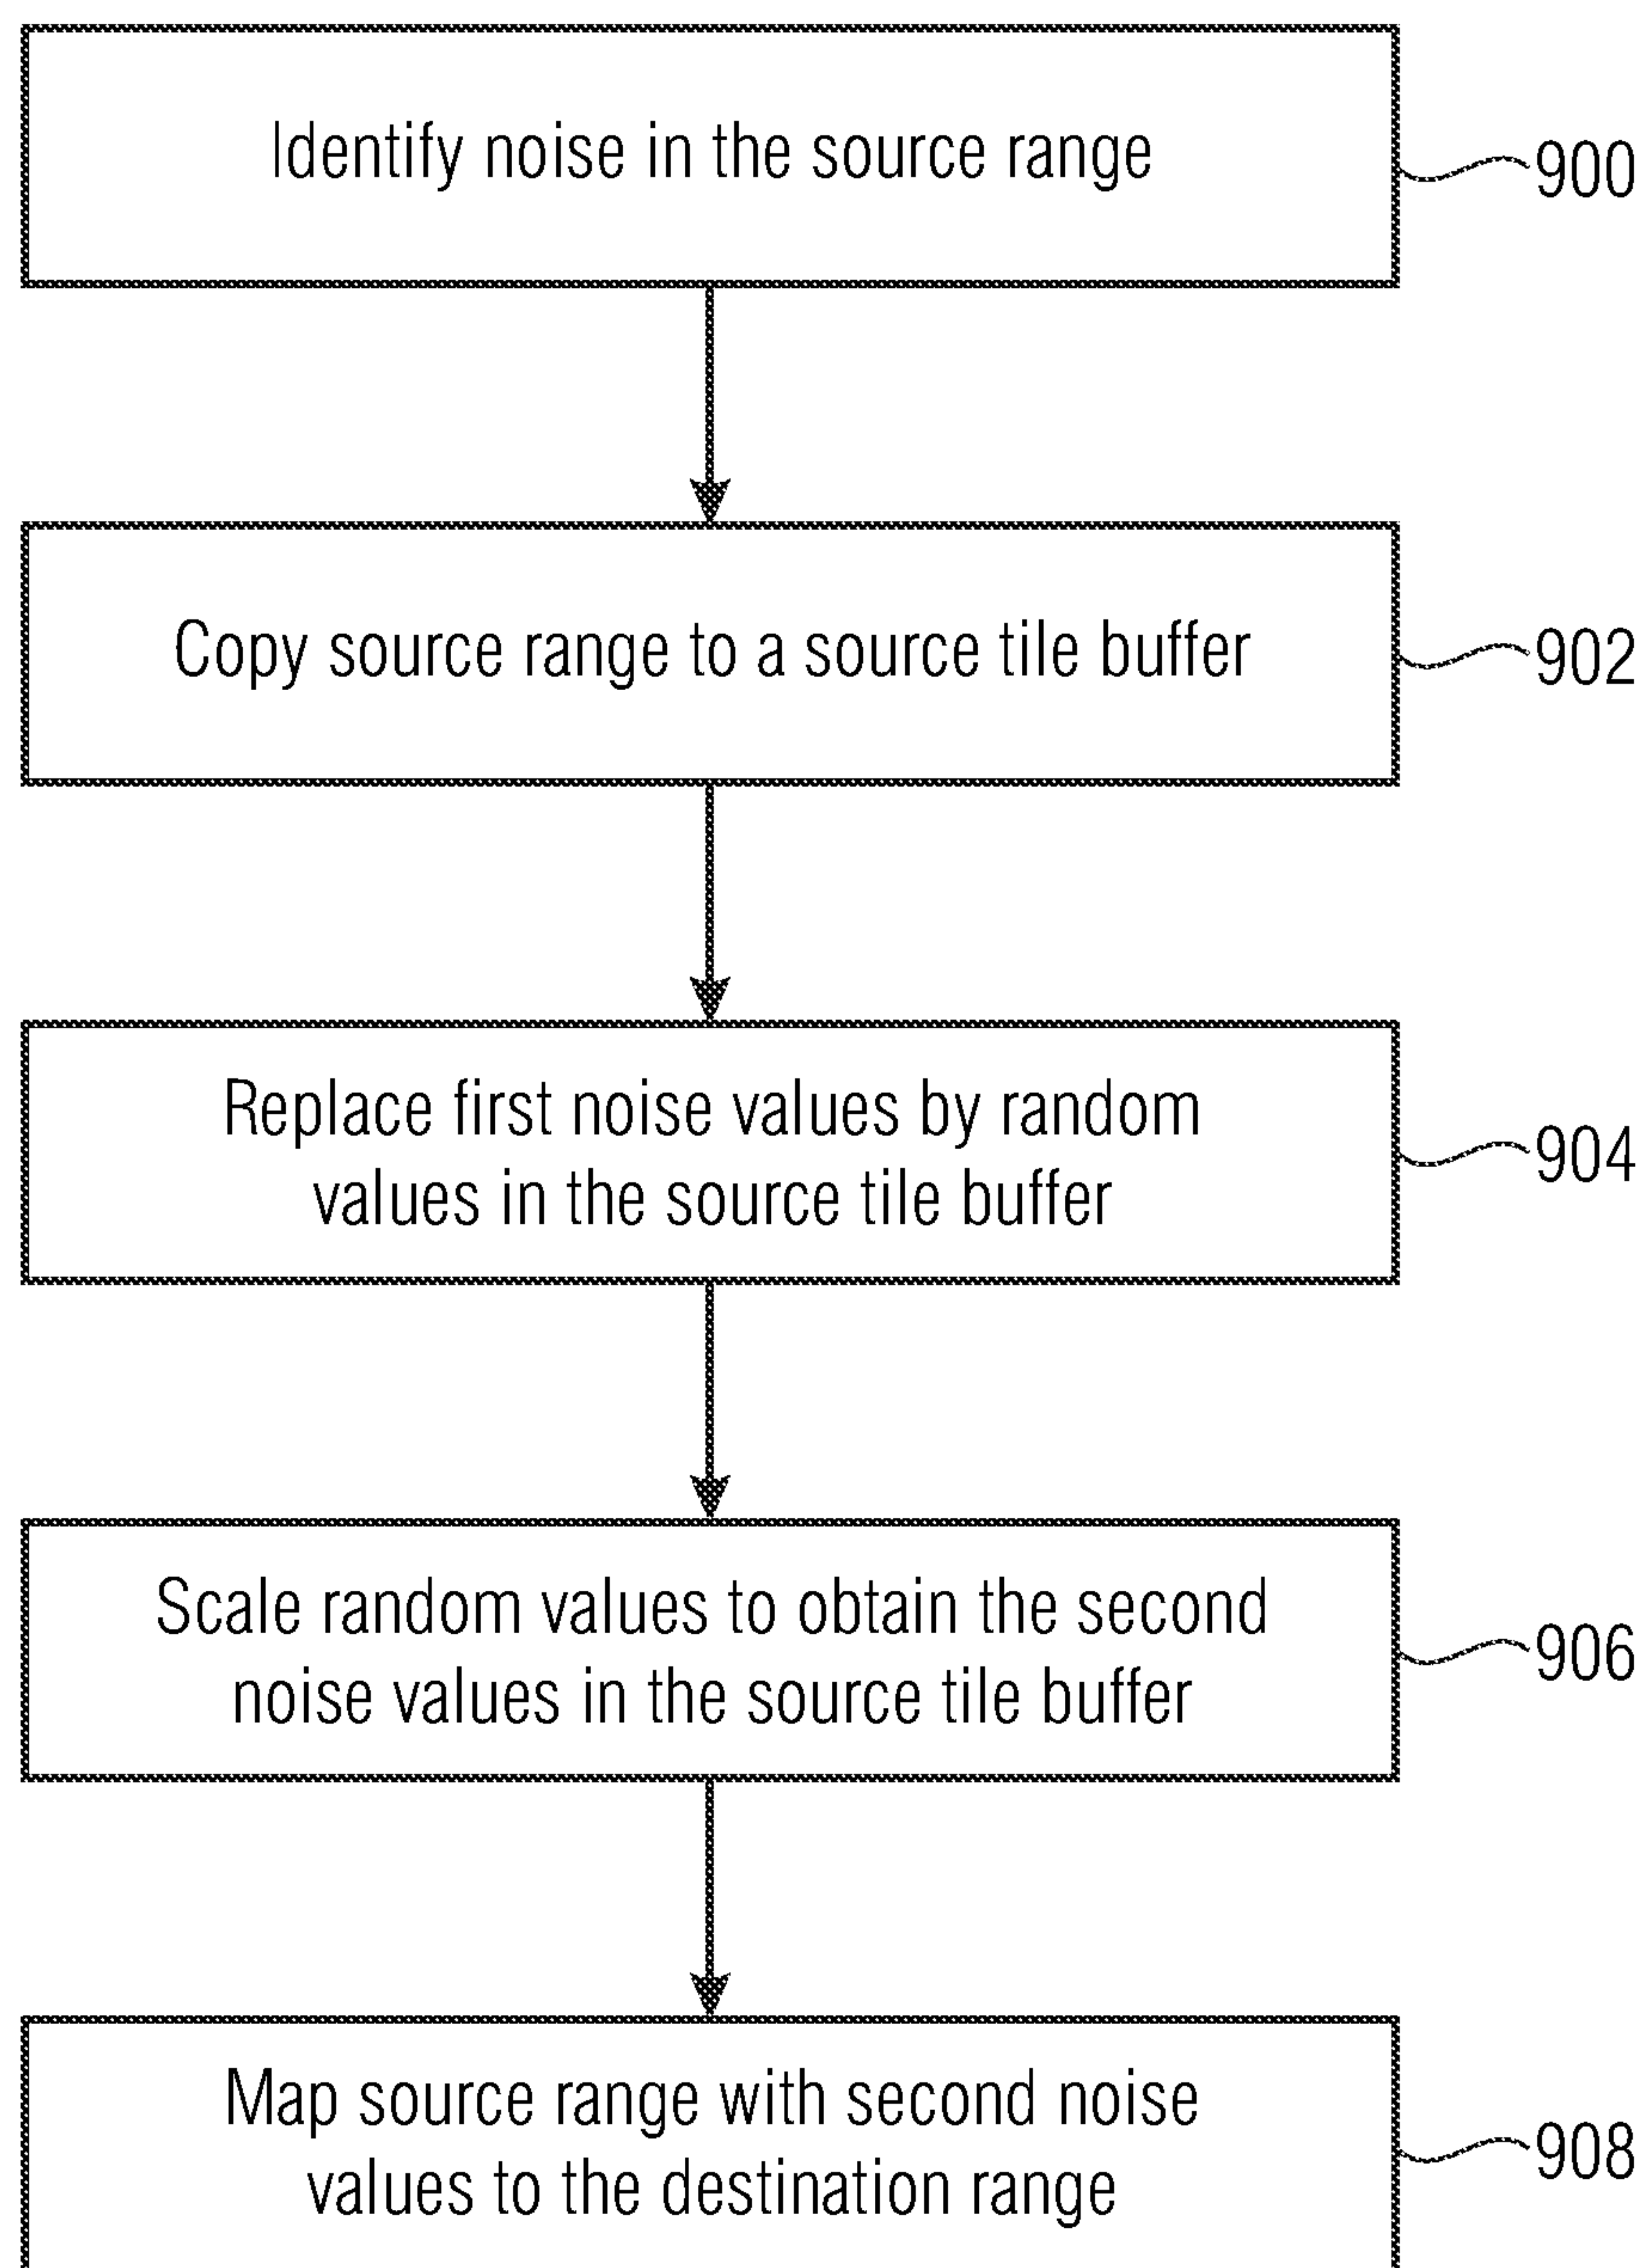 Identify noise in the source range
900
Copy source range to a source tile buffer
902
Replace first noise values by random
values in the source tile buffer
904
Scale random values to obtain the second
noise values in the source tile buffer
906
Map source range with second noise
values to the destination range
908